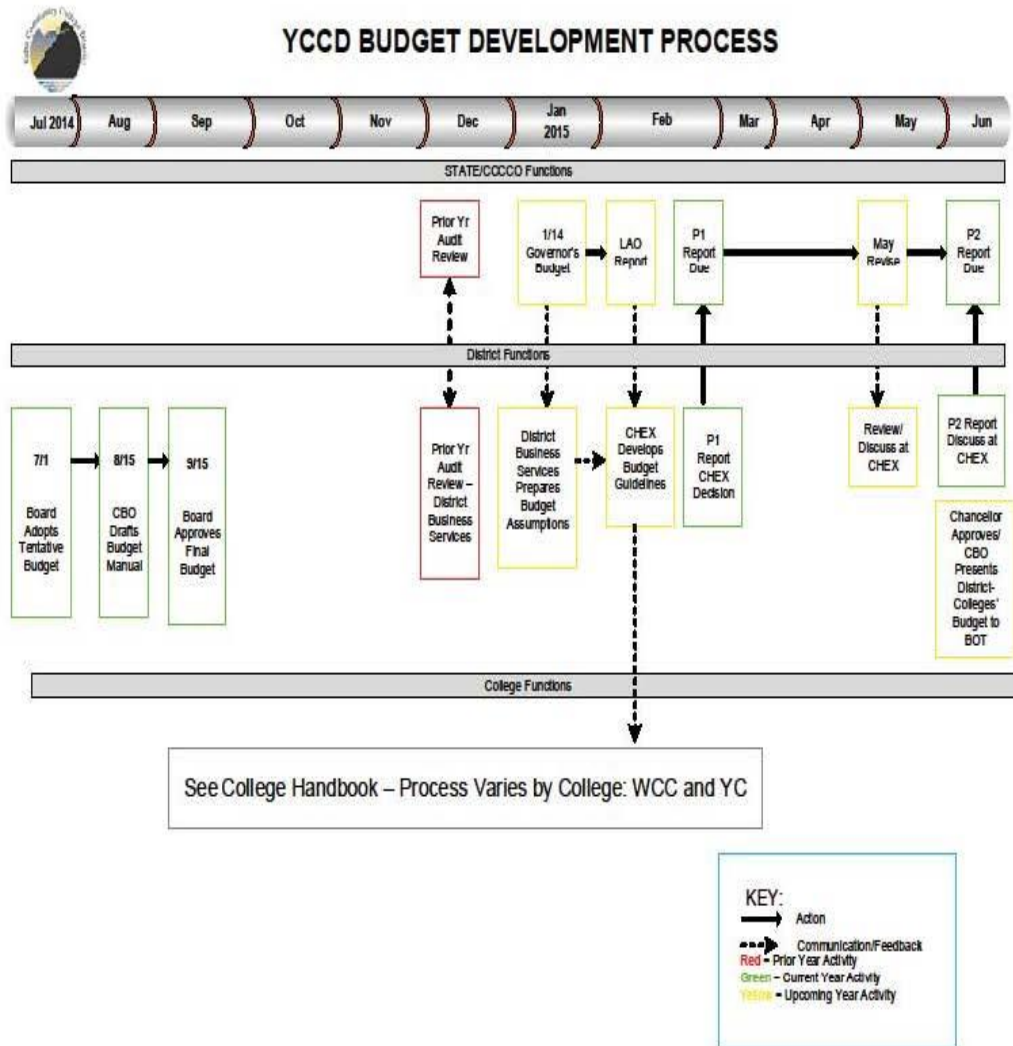 YCCD BUDGET DEVELOPMENT PROCESS
Jul 2014
Aug
Sep
Oct
Nov
Dec
Jan
2015
Feb
Mar
Apr
May
Jun
STATE/CCCCO Functions
Prior Yr
Audit
Review
1/14
Governor's
Budget
LAO
Report
P1
Report
Due
May
Revise
P2
Report
Due
District Functions
7/1
Board
Adopts
Tentative
Budget
8/15
CBO
Drafts
Budget
Manual
9/15
Board
Approves
Final
Budget
Prior Yr
Audit
Review –
District
Business
Services
District
Business
Services
Prepares
Budget
Assumptions
CHEX
Develops
Budget
Guidelines
P1
Report
CHEX
Decision
Review/
Discuss at
CHEX
P2 Report
Discuss at
CHEX
Chancellor
Approves/
CBO
Presents
District-
Colleges'
Budget to
BOT
College Functions
See College Handbook – Process Varies by College: WCC and YC
KEY:
Action
Communication/Feedback
Red = Prior Year Activity
Green – Current Year Activity
Yellow = Upcoming Year Activity